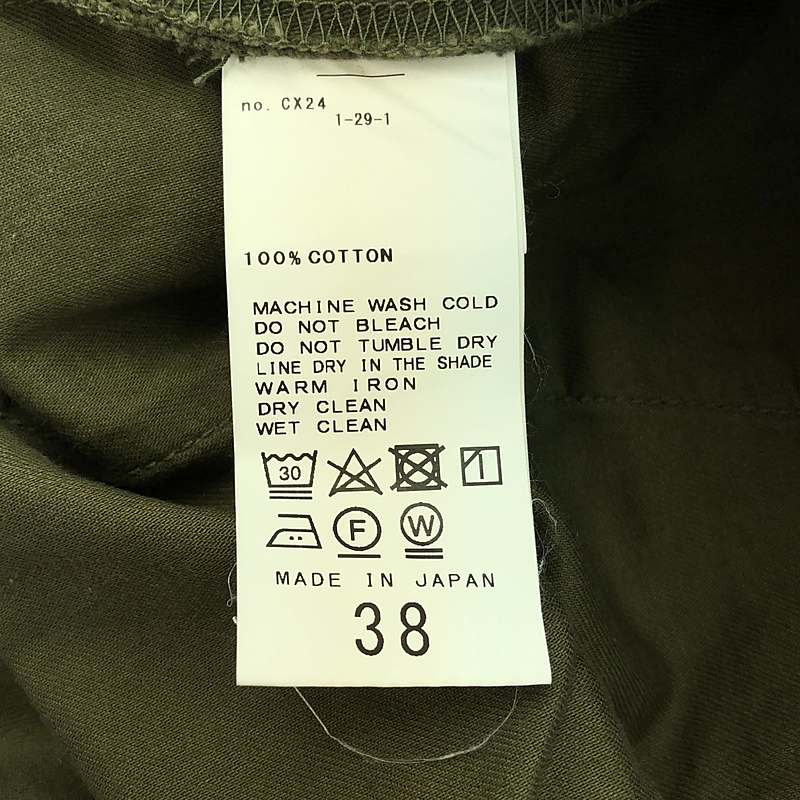 no. CX24
1-29-1
100% COTTON
MACHINE WASH COLD
DO NOT BLEACH
DO NOT TUMBLE DRY
LINE DRY IN THE SHADE
WARM IRON
DRY CLEAN
WET CLEAN
30
F W
MADE IN JAPAN
38